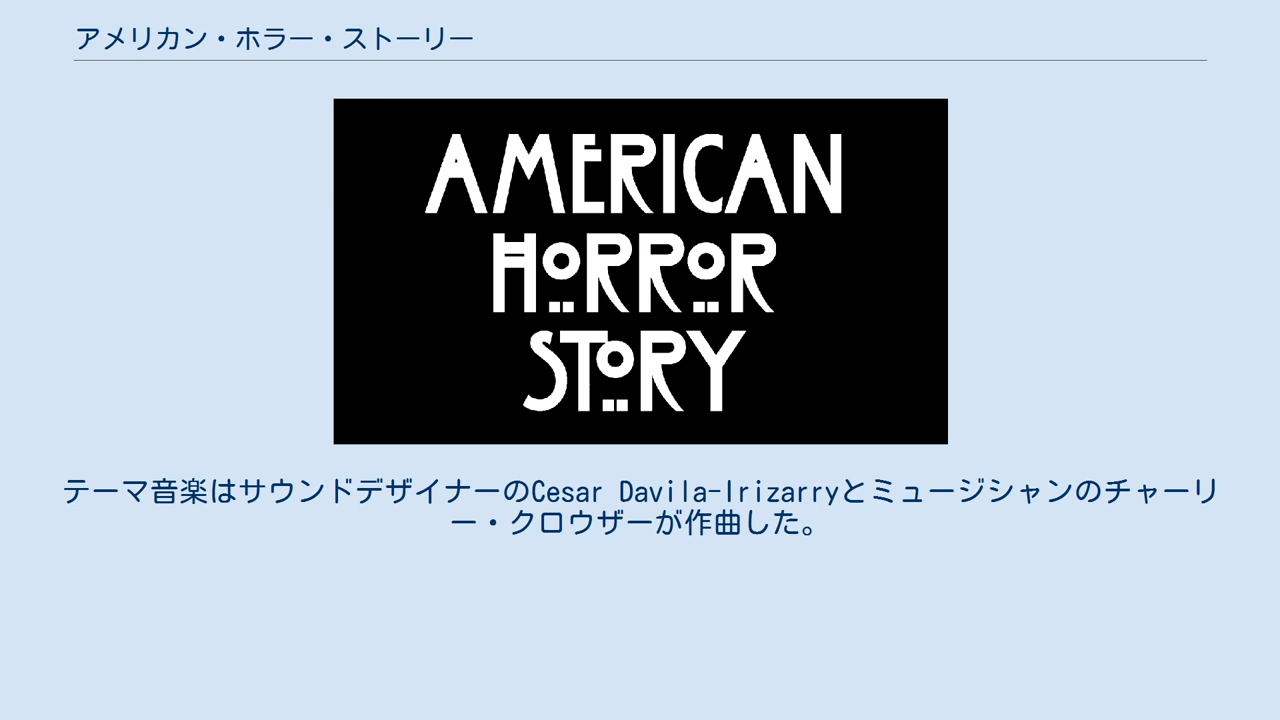 アメリカン・ホラー・ストーリー
AMERICAN
HORROR
STORY
テーマ音楽はサウンドデザイナーのCesar Davila-Irizarryとミュージシャンのチャーリ
ー・クロウザーが作曲した。